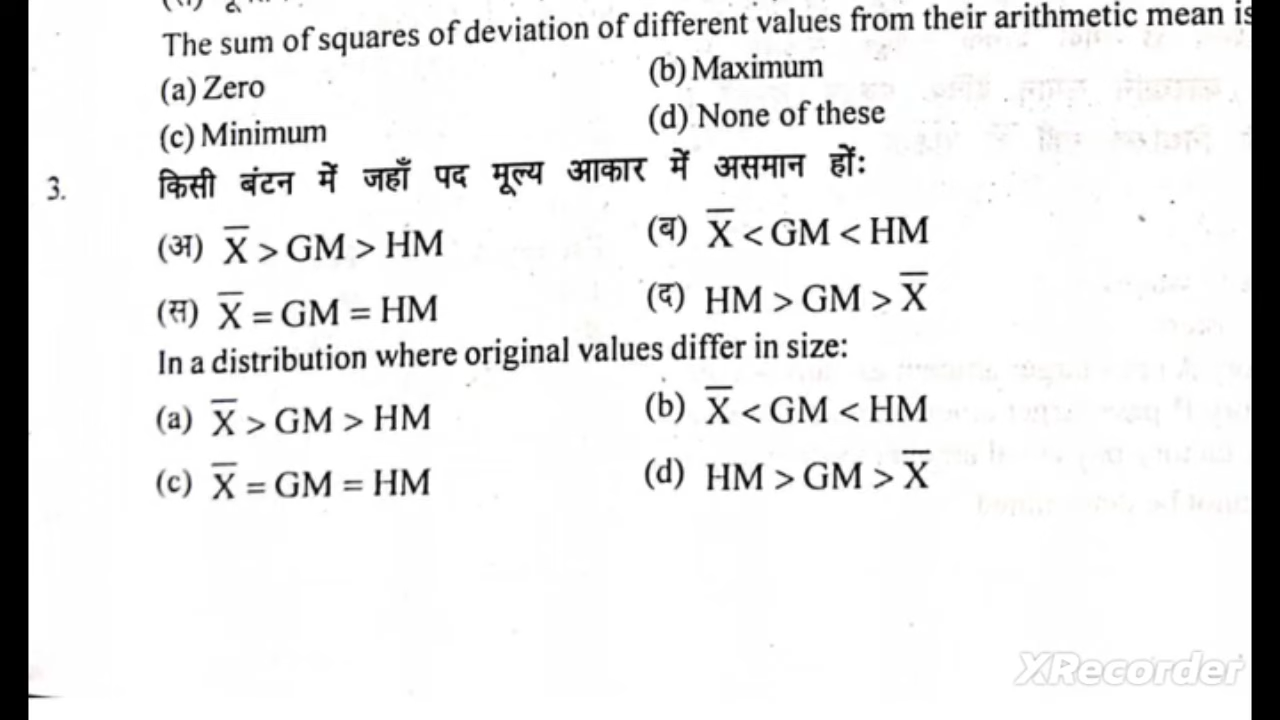 The sum of squares of deviation of different values from their arithmetic mean is
(a) Zero (b) Maximum
(c) Minimum (d) None of these
3. किसी बंटन में जहाँ पद मूल्य आकार में असमान हों:
(अ) X̅ > GM > HM (ब) X̅ < GM < HM
(स) X̅ = GM = HM (द) HM > GM > X̅
In a distribution where original values differ in size:
(a) X̅ > GM > HM (b) X̅ < GM < HM
(c) X̅ = GM = HM (d) HM > GM > X̅
XRecorder